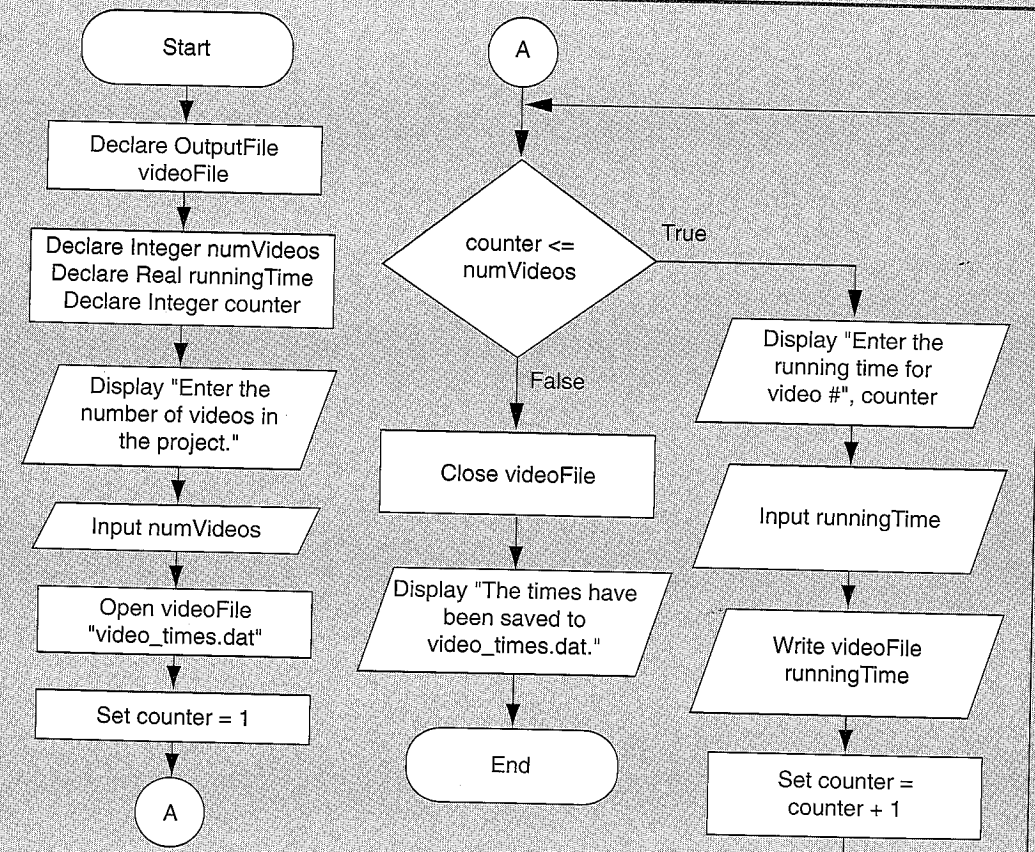 Start
Declare OutputFile
videoFile
Declare Integer numVideos
Declare Real runningTime
Declare Integer counter
Display "Enter the
number of videos in
the project."
Input numVideos
Open videoFile
"video_times.dat"
Set counter = 1
A
A
counter <=
numVideos
True
False
Close videoFile
Display "The times have
been saved to
video_times.dat."
End
Display "Enter the
running time for
video #", counter
Input runningTime
Write videoFile
runningTime
Set counter =
counter + 1